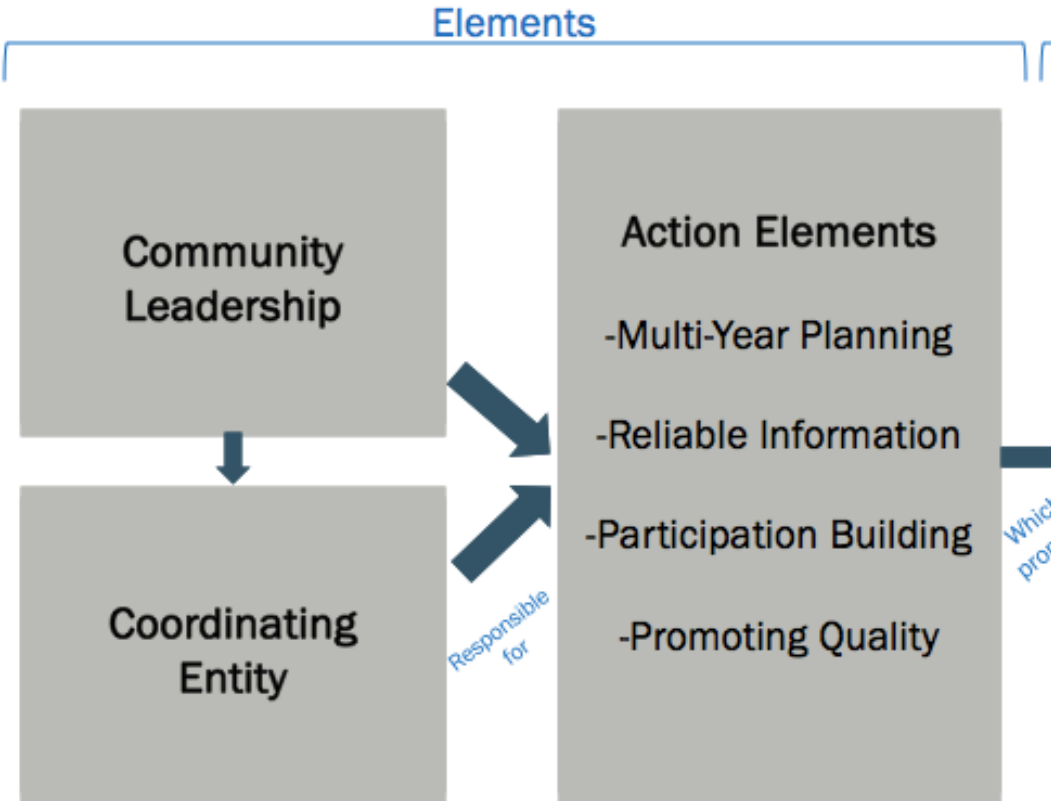 Elements
Community
Leadership
Coordinating
Entity
Responsible
for
Action Elements
-Multi-Year Planning
-Reliable Information
-Participation Building
-Promoting Quality